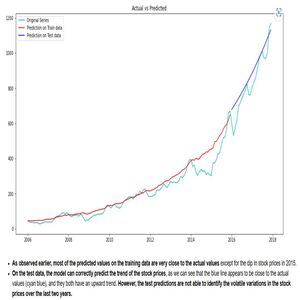 Actual vs Predicted
Original Series
Prediction on Train data
Prediction on Test data
1200
1000
800
600
400
200
0
2006
2008
2010
2012
2014
2016
2018
As observed earlier, most of the predicted values on the training data are very close to the actual values except for the dip in stock prices in 2015.
On the test data, the model can correctly predict the trend of the stock prices, as we can see that the blue line appears to be close to the actual
values (cyan blue), and they both have an upward trend. However, the test predictions are not able to identify the volatile variations in the stock
prices over the last two years.